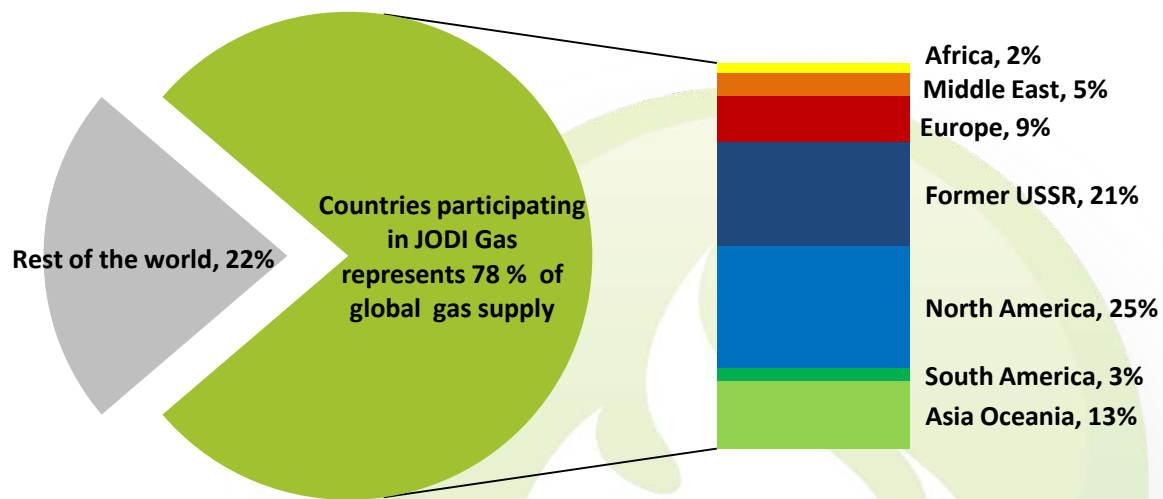 Rest of the world, 22%
Countries participating
in JODI Gas
represents 78 % of
global gas supply
Africa, 2%
Middle East, 5%
Europe, 9%
Former USSR, 21%
North America, 25%
South America, 3%
Asia Oceania, 13%